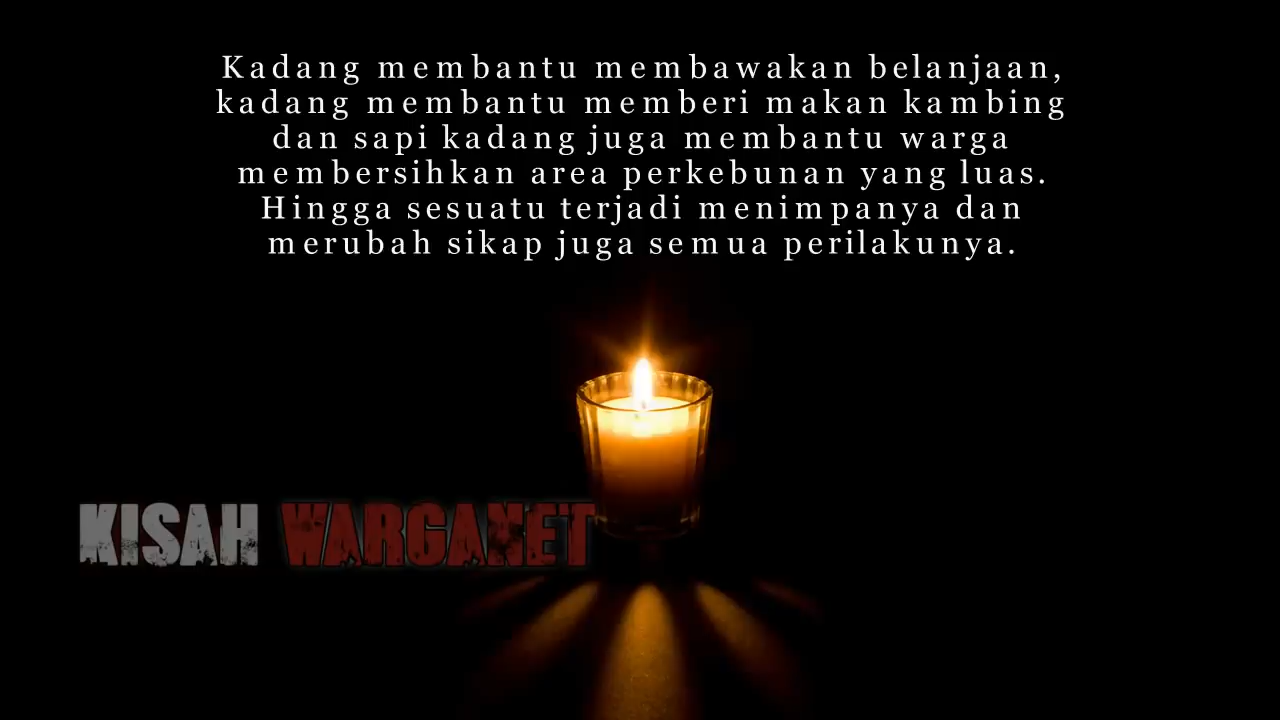 Kadang membantu membawakan belanjaan,
kadang membantu memberi makan kambing
dan sapi kadang juga membantu warga
membersihkan area perkebunan yang luas.
Hingga sesuatu terjadi menimpanya dan
merubah sikap juga semua perilakunya.
KISAH WARGANET